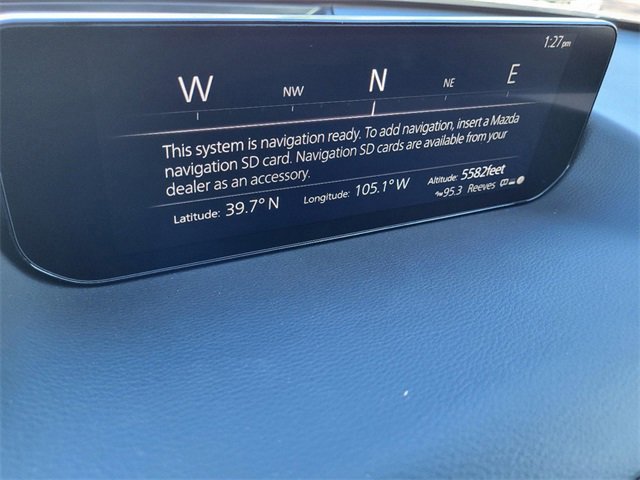 1:27pm
W NW N NE E
This system is navigation ready. To add navigation, insert a Mazda
navigation SD card. Navigation SD cards are available from your
dealer as an accessory.
Latitude: 39.7° N Longitude: 105.1° W Altitude: 5582feet
95.3 Reeves